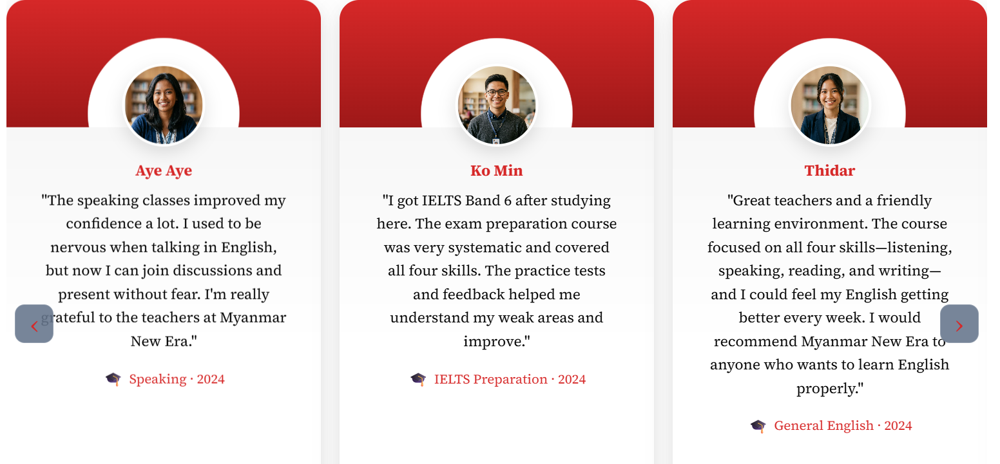 Aye Aye
"The speaking classes improved my
confidence a lot. I used to be
nervous when talking in English,
but now I can join discussions and
present without fear. I'm really
grateful to the teachers at Myanmar
New Era."
Speaking · 2024
Ko Min
"I got IELTS Band 6 after studying
here. The exam preparation course
was very systematic and covered
all four skills. The practice tests
and feedback helped me
understand my weak areas and
improve."
IELTS Preparation · 2024
Thidar
"Great teachers and a friendly
learning environment. The course
focused on all four skills—listening,
speaking, reading, and writing—
and I could feel my English getting
better every week. I would
recommend Myanmar New Era to
anyone who wants to learn English
properly."
General English · 2024